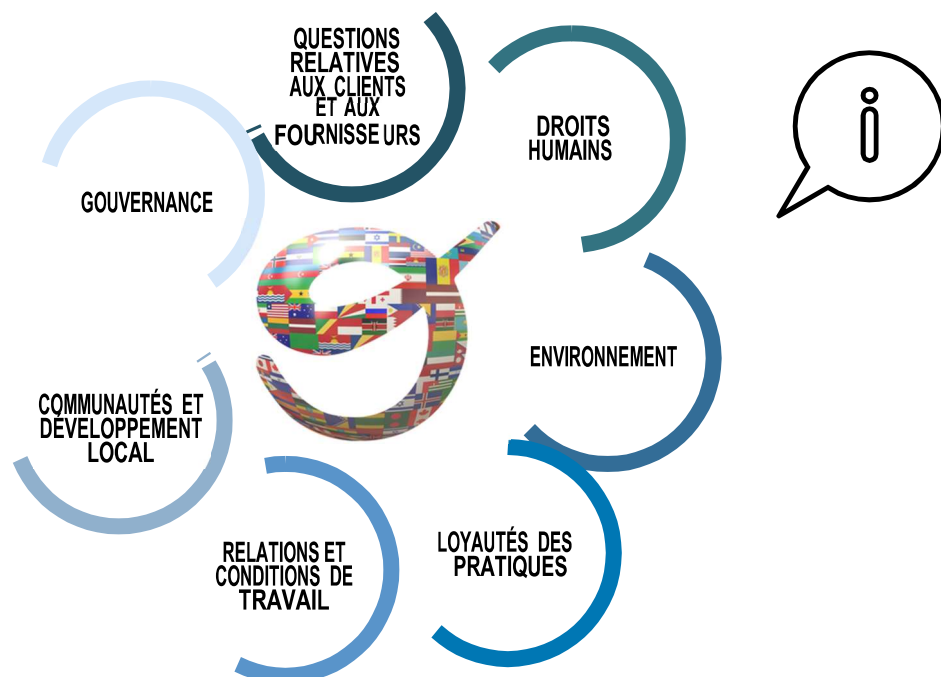 QUESTIONS
RELATIVES
AUX CLIENTS
ET AUX
FOURNISSEURS
DROITS
HUMAINS
GOUVERNANCE
ENVIRONNEMENT
COMMUNAUTÉS ET
DÉVELOPPEMENT
LOCAL
LOYAUTÉS DES
PRATIQUES
RELATIONS ET
CONDITIONS DE
TRAVAIL